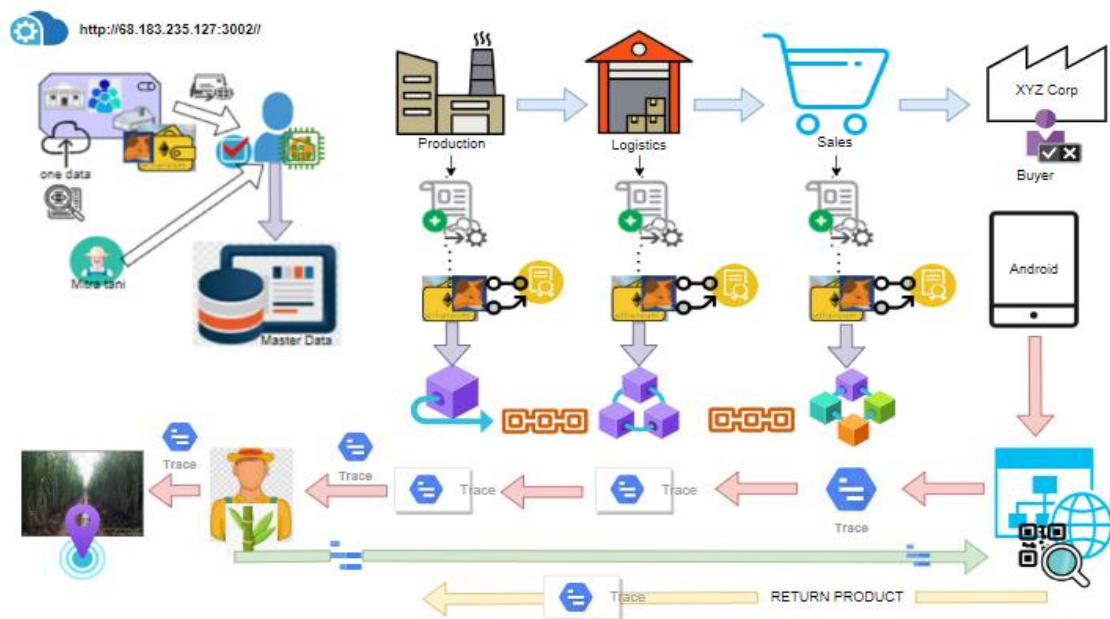 http://68.183.235.127:3002//
XYZ Corp
Production
Logistics
Sales
Buyer
one data
Mitra tani
Master Data
Android
ethereum
Trace
Trace
Trace
Trace
Trace
Trace
RETURN PRODUCT